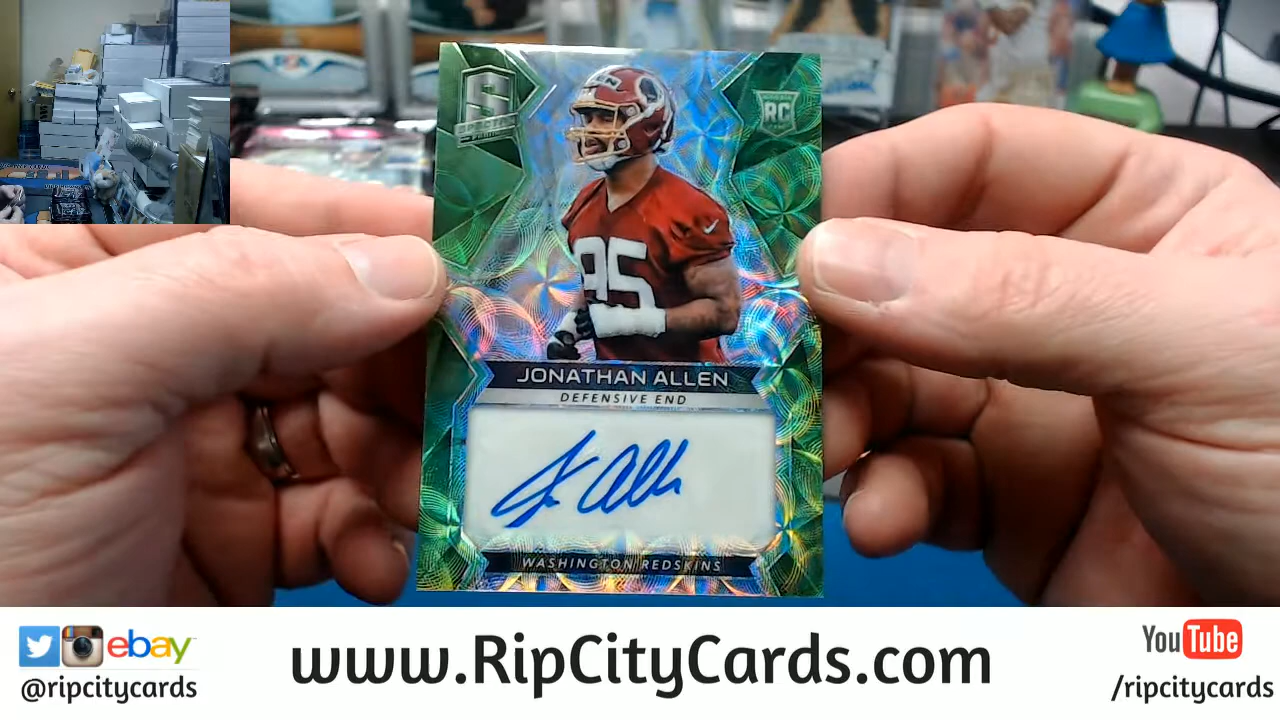 RC
95
JONATHAN ALLEN
DEFENSIVE END
WASHINGTON REDSKINS
ebay
@ripcitycards
www.RipCityCards.com
YouTube
/ripcitycards